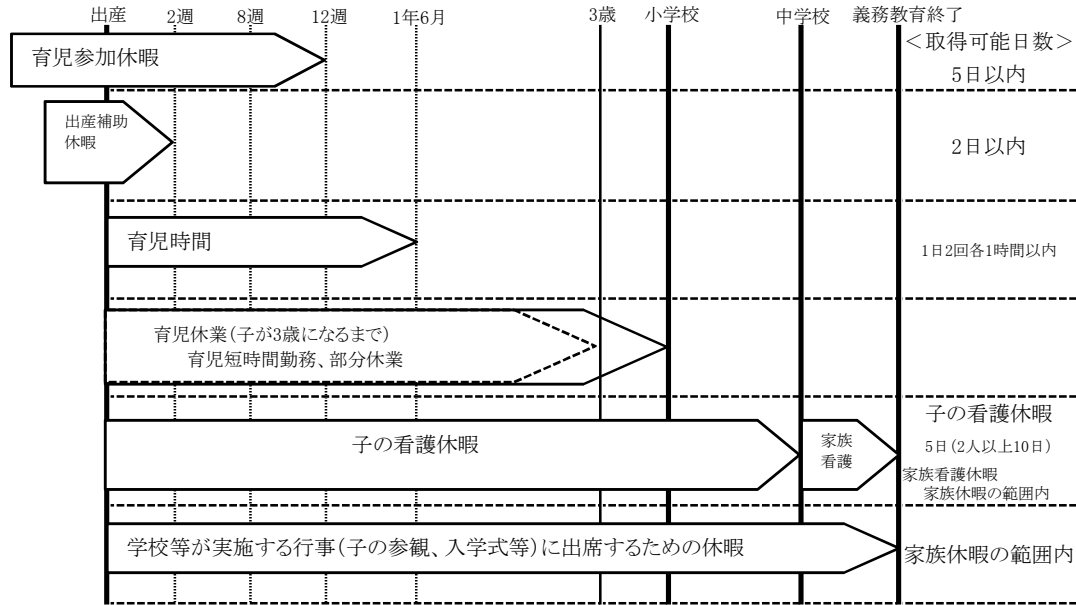 出産 2週 8週 12週 1年6月 3歳 小学校 中学校 義務教育終了
＜取得可能日数＞
育児参加休暇
5日以内
出産補助
休暇
2日以内
育児時間
1日2回各1時間以内
育児休業(子が3歳になるまで)
育児短時間勤務、部分休業
子の看護休暇
家族
看護
子の看護休暇
5日(2人以上10日)
家族看護休暇
家族休暇の範囲内
学校等が実施する行事(子の参観、入学式等)に出席するための休暇
家族休暇の範囲内